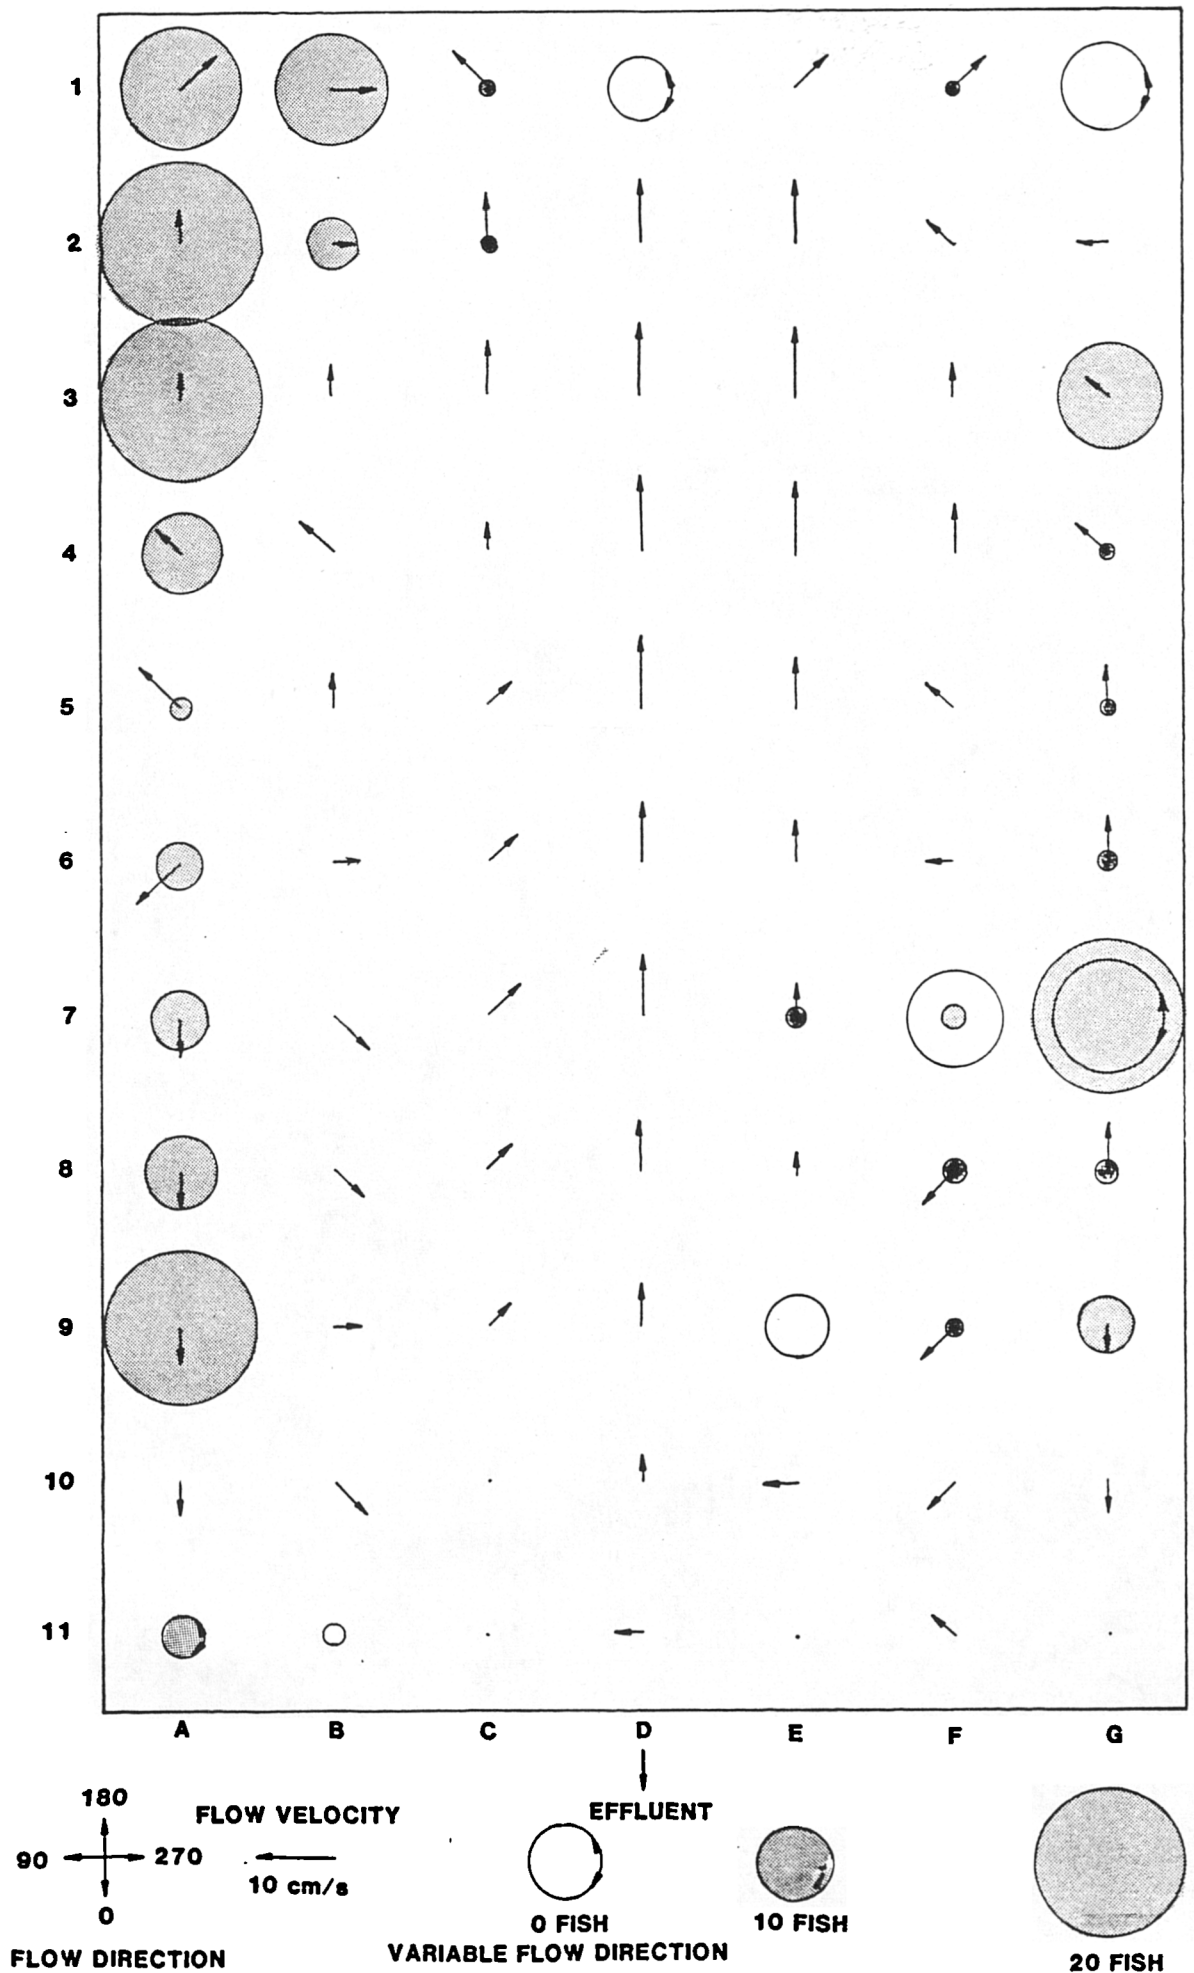 1
2
3
4
5
6
7
8
9
10
11
A B C D E F G
180
FLOW VELOCITY
EFFLUENT
90 270
10 cm/s
0
0 FISH
10 FISH
FLOW DIRECTION
VARIABLE FLOW DIRECTION
20 FISH